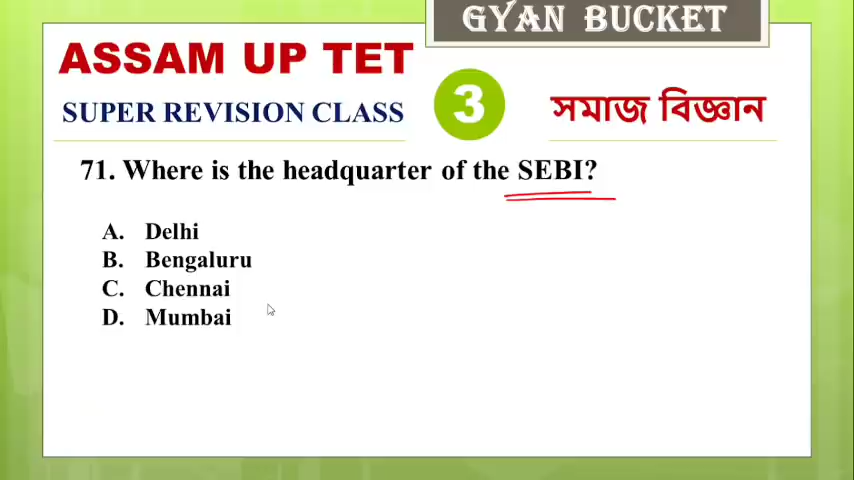 GYAN BUCKET
ASSAM UP TET
SUPER REVISION CLASS
3
সমাজ বিজ্ঞান
71. Where is the headquarter of the SEBI?
A. Delhi
B. Bengaluru
C. Chennai
D. Mumbai